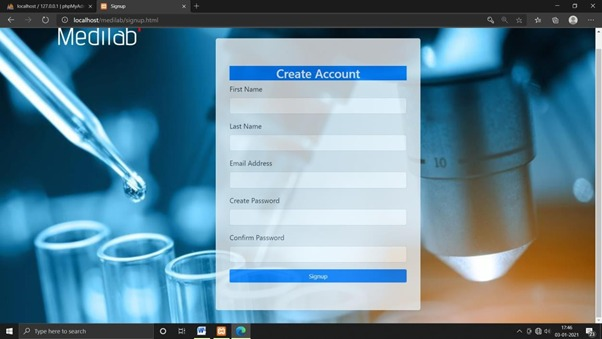 localhost / 127.0.0.1 | phpMyAd
Signup
localhost/medilab/signup.html
Medilab
Create Account
First Name
Last Name
Email Address
Create Password
Confirm Password
Signup
10
Type here to search
17:46
03-01-2021